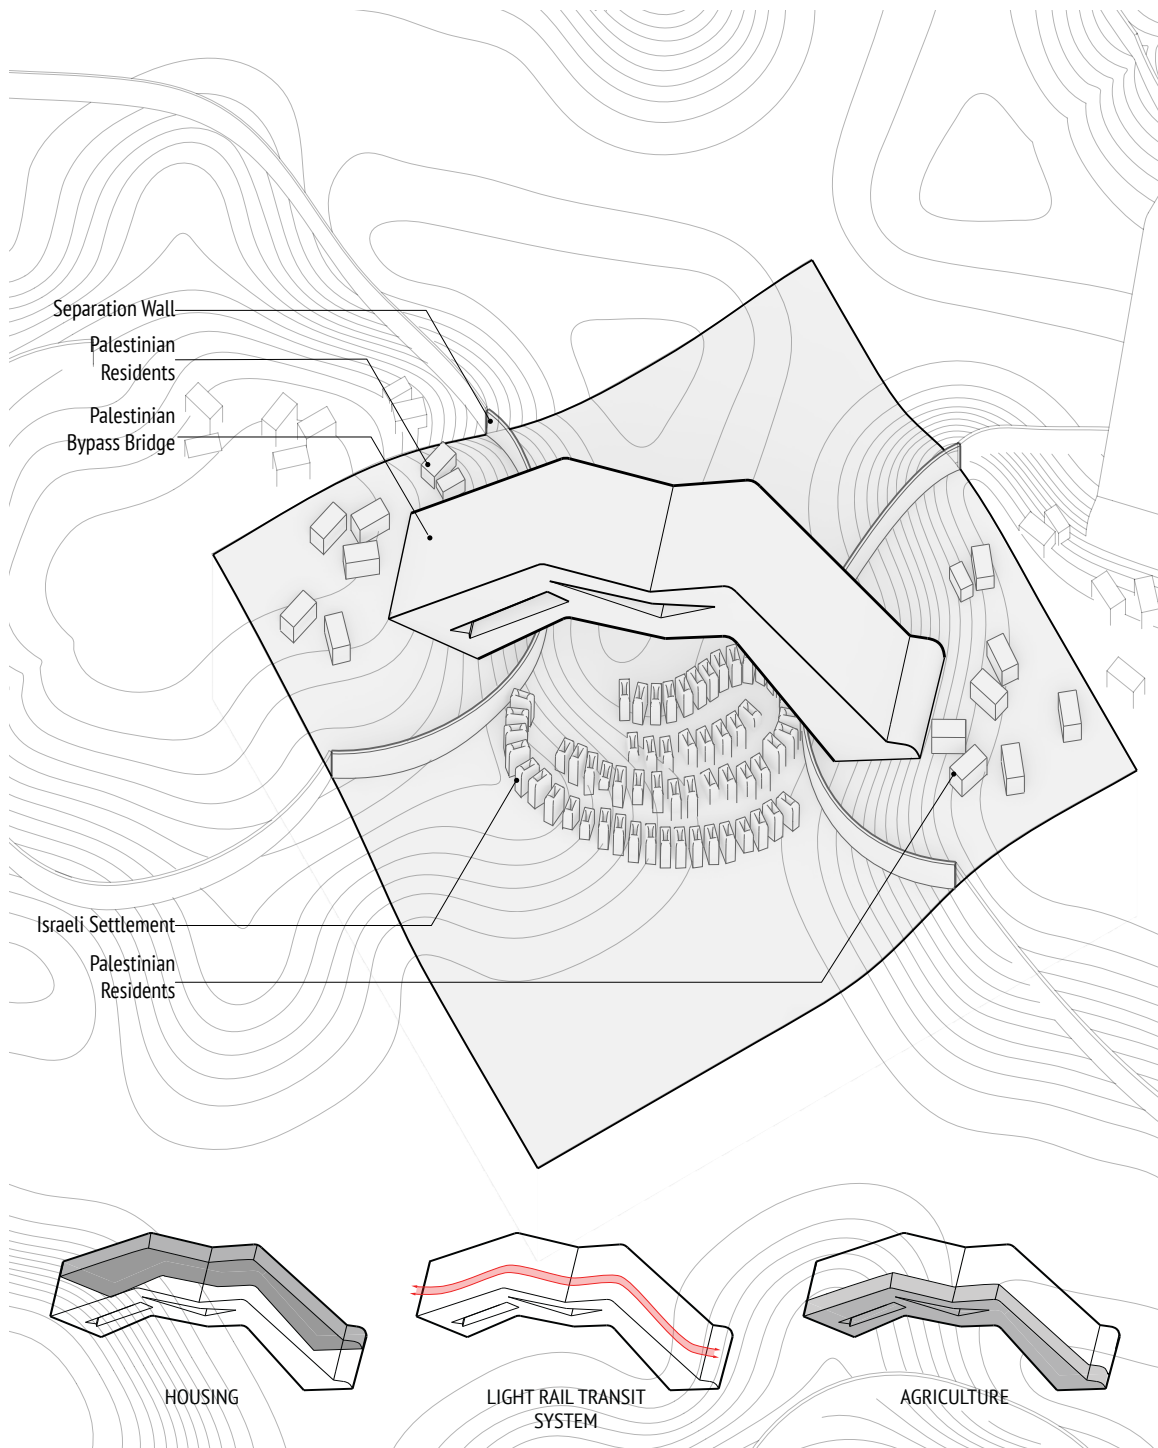 Separation Wall
Palestinian
Residents
Palestinian
Bypass Bridge
Israeli Settlement
Palestinian
Residents
HOUSING
LIGHT RAIL TRANSIT
SYSTEM
AGRICULTURE